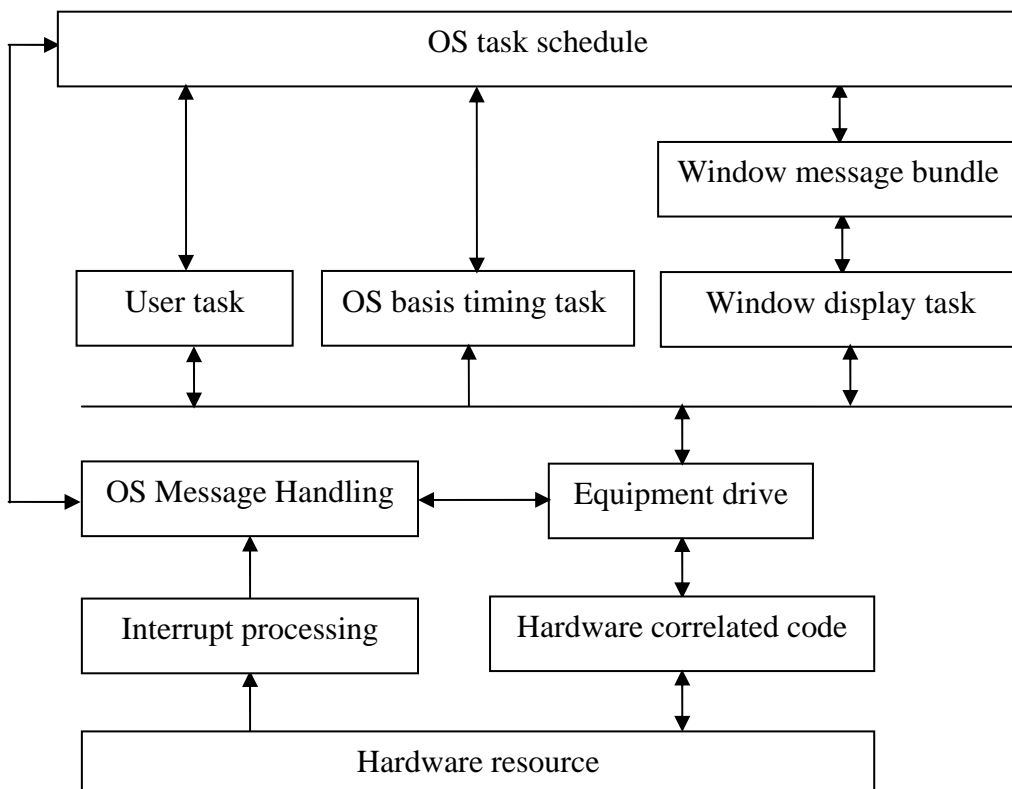 OS task schedule
Window message bundle
User task
OS basis timing task
Window display task
OS Message Handling
Equipment drive
Interrupt processing
Hardware correlated code
Hardware resource